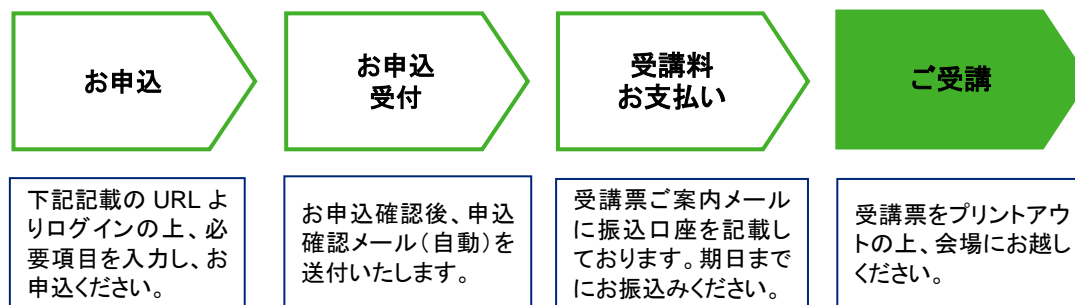 お申込
お申込
受付
受講料
お支払い
ご受講
下記記載の URL よ
りログインの上、必
要項目を入力し、お
申込ください。
お申込確認後、申込
確認メール（自動）を
送付いたします。
受講票ご案内メール
に振込口座を記載し
ております。期日まで
にお振込みください。
受講票をプリントアウ
トの上、会場にお越し
ください。